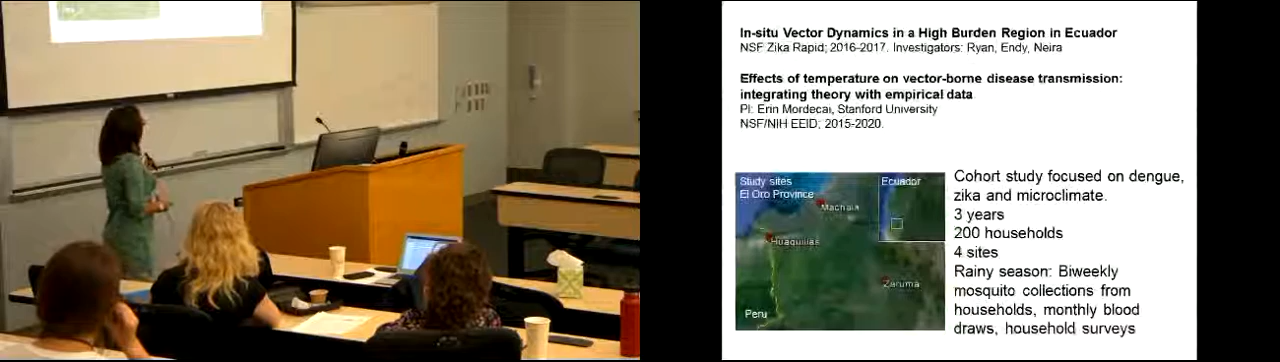 In-situ Vector Dynamics in a High Burden Region in Ecuador
NSF Zika Rapid; 2016-2017. Investigators: Ryan, Endy, Neira
Effects of temperature on vector-borne disease transmission:
integrating theory with empirical data
PI: Erin Mordecai, Stanford University
NSF/NIH EEID; 2015-2020.
Study sites
El Oro Province
Ecuador
Machala
Huaquillas
Zaruma
Peru
Cohort study focused on dengue,
zika and microclimate.
3 years
200 households
4 sites
Rainy season: Biweekly
mosquito collections from
households, monthly blood
draws, household surveys